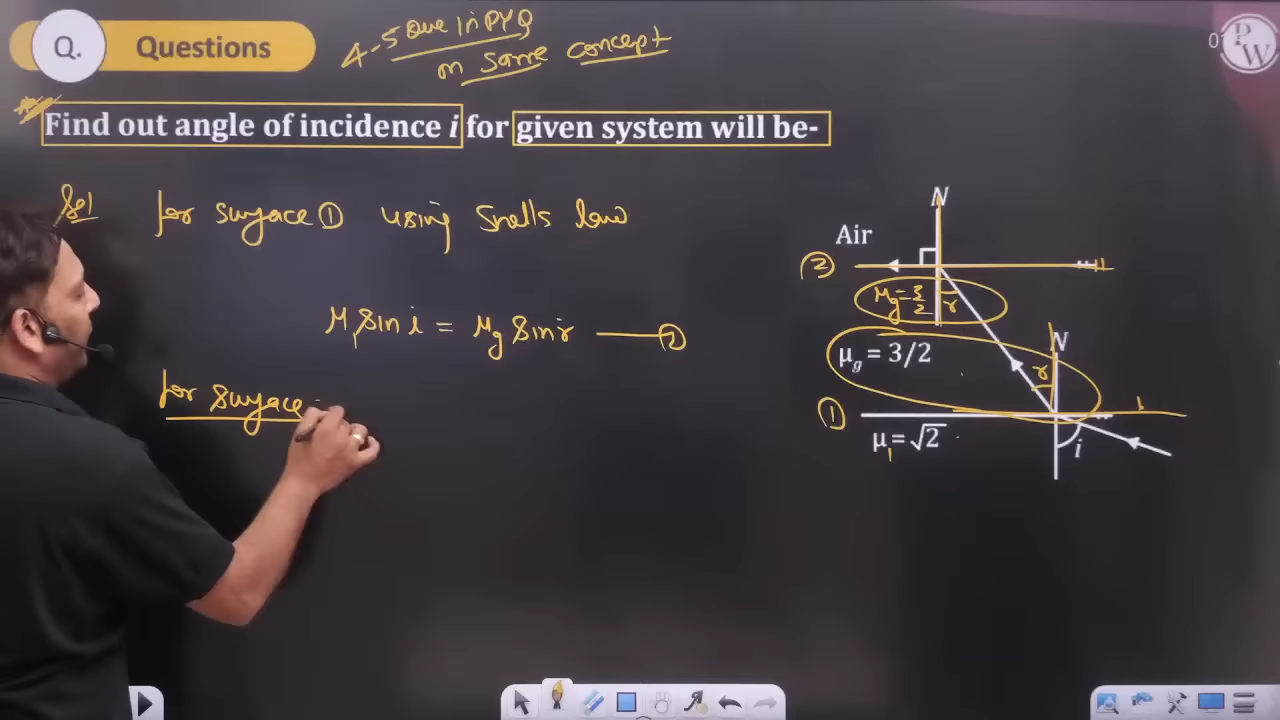 Q. Questions
4-5 Que in PYQ
on same concept
PW
Find out angle of incidence i for given system will be-
Sol for surface ① using Snells law
μ₁ sin i = μg sin r —— ②
for surface
N
Air
②
μg = 3/2 r
N
μg = 3/2
r
①
μ₁ = √2
i